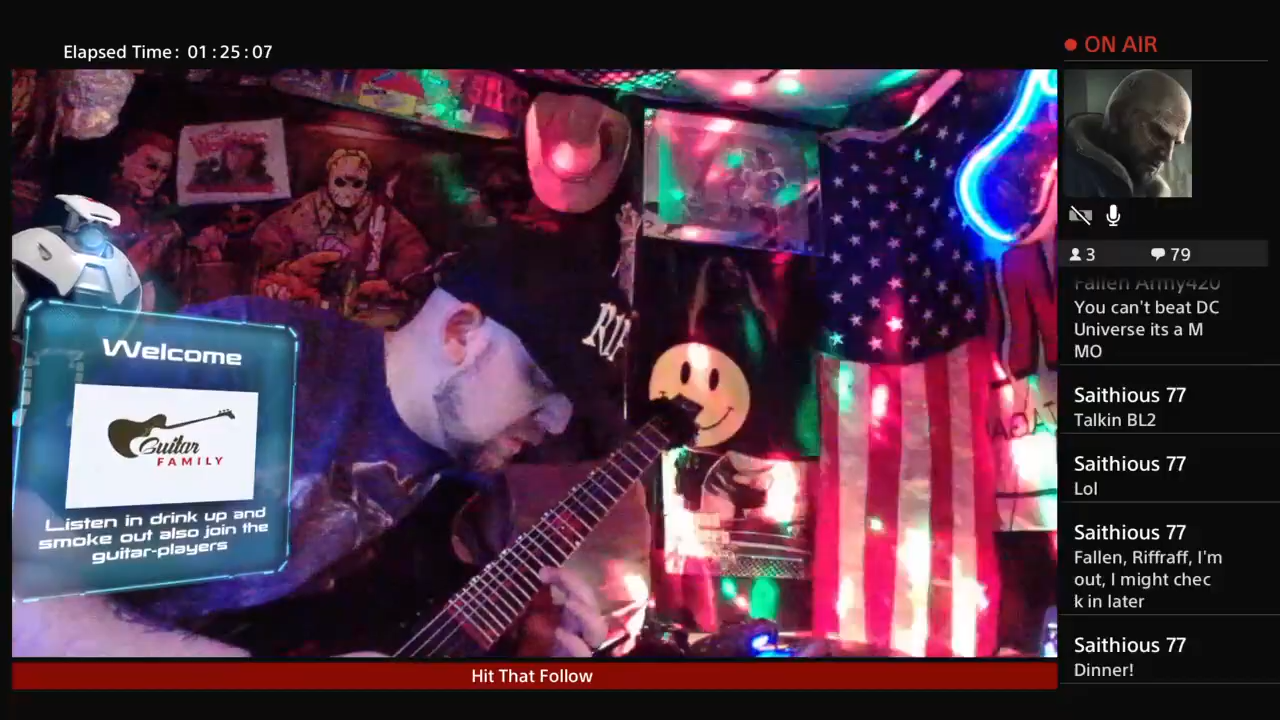 Elapsed Time: 01:25:07
ON AIR
3
79
Fallen Army420
You can't beat DC
Universe its a M
MO
Saithious 77
Talkin BL2
Saithious 77
Lol
Saithious 77
Fallen, Riffraff, I'm
out, I might chec
k in later
Saithious 77
Dinner!
Welcome
Guitar
FAMILY
Listen in drink up and
smoke out also join the
guitar-players
Hit That Follow